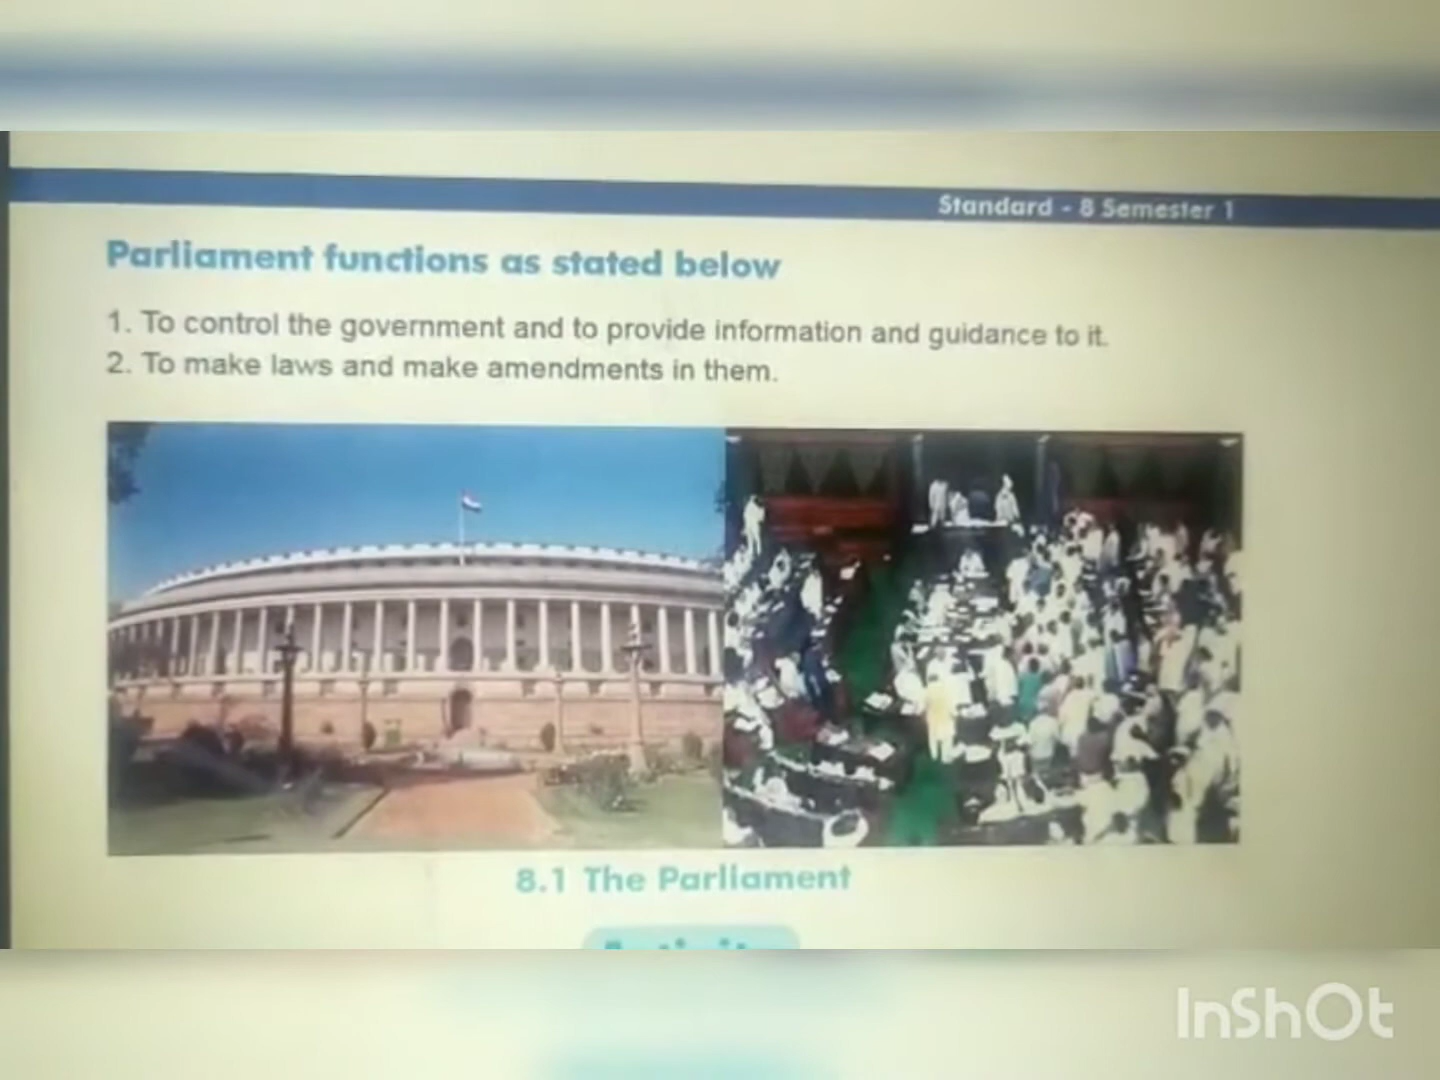 Standard - 8 Semester 1
Parliament functions as stated below
1. To control the government and to provide information and guidance to it.
2. To make laws and make amendments in them.
8.1 The Parliament
InShOt